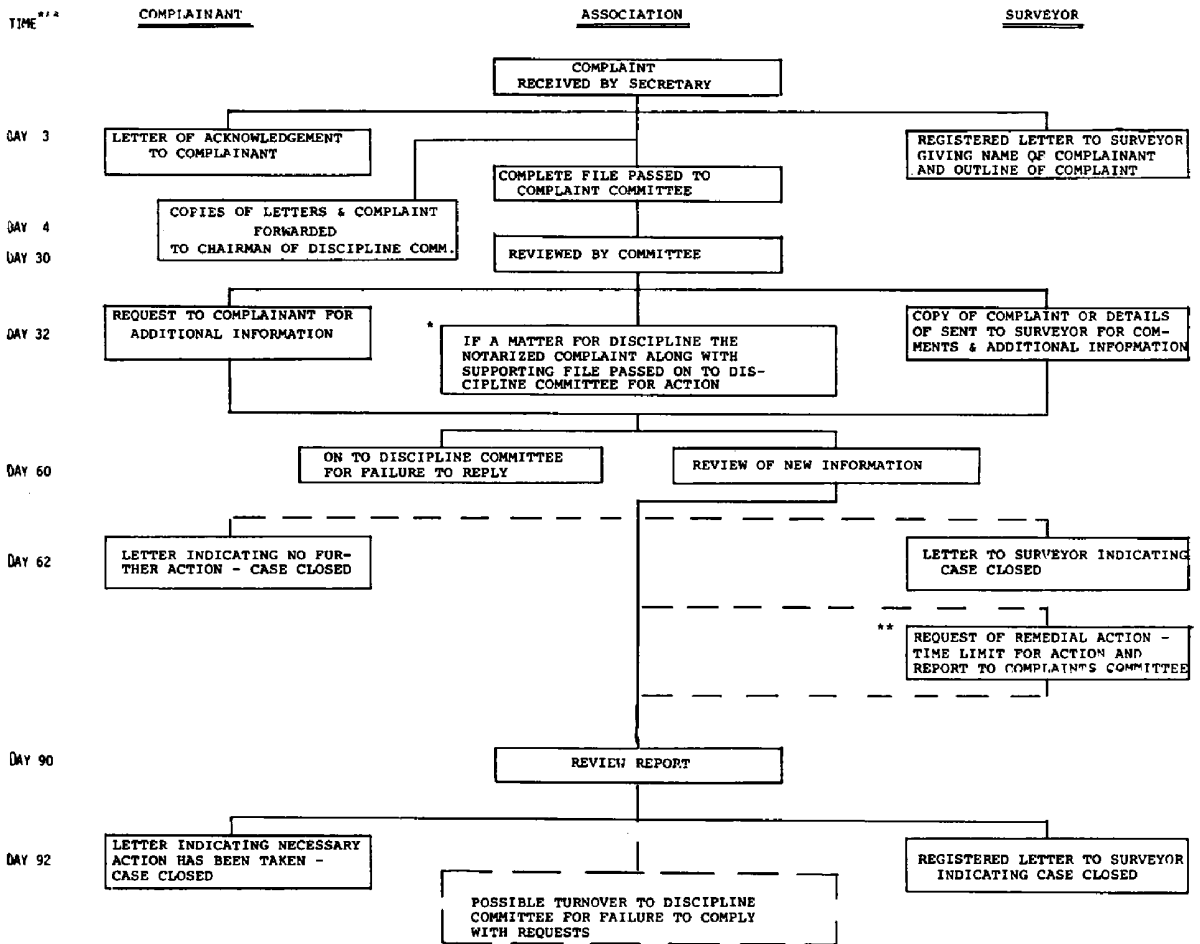 TIME***
COMPLAINANT
ASSOCIATION
SURVEYOR
COMPLAINT
RECEIVED BY SECRETARY
DAY 3
LETTER OF ACKNOWLEDGEMENT
TO COMPLAINANT
REGISTERED LETTER TO SURVEYOR
GIVING NAME OF COMPLAINANT
AND OUTLINE OF COMPLAINT
COMPLETE FILE PASSED TO
COMPLAINT COMMITTEE
COPIES OF LETTERS & COMPLAINT
FORWARDED
TO CHAIRMAN OF DISCIPLINE COMM.
DAY 4
DAY 30
REVIEWED BY COMMITTEE
DAY 32
REQUEST TO COMPLAINANT FOR
ADDITIONAL INFORMATION
*
IF A MATTER FOR DISCIPLINE THE
NOTARIZED COMPLAINT ALONG WITH
SUPPORTING FILE PASSED ON TO DIS-
CIPLINE COMMITTEE FOR ACTION
COPY OF COMPLAINT OR DETAILS
OF SENT TO SURVEYOR FOR COM-
MENTS & ADDITIONAL INFORMATION
DAY 60
ON TO DISCIPLINE COMMITTEE
FOR FAILURE TO REPLY
REVIEW OF NEW INFORMATION
DAY 62
LETTER INDICATING NO FUR-
THER ACTION - CASE CLOSED
LETTER TO SURVEYOR INDICATING
CASE CLOSED
**
REQUEST OF REMEDIAL ACTION -
TIME LIMIT FOR ACTION AND
REPORT TO COMPLAINTS COMMITTEE
DAY 90
REVIEW REPORT
DAY 92
LETTER INDICATING NECESSARY
ACTION HAS BEEN TAKEN -
CASE CLOSED
REGISTERED LETTER TO SURVEYOR
INDICATING CASE CLOSED
POSSIBLE TURNOVER TO DISCIPLINE
COMMITTEE FOR FAILURE TO COMPLY
WITH REQUESTS